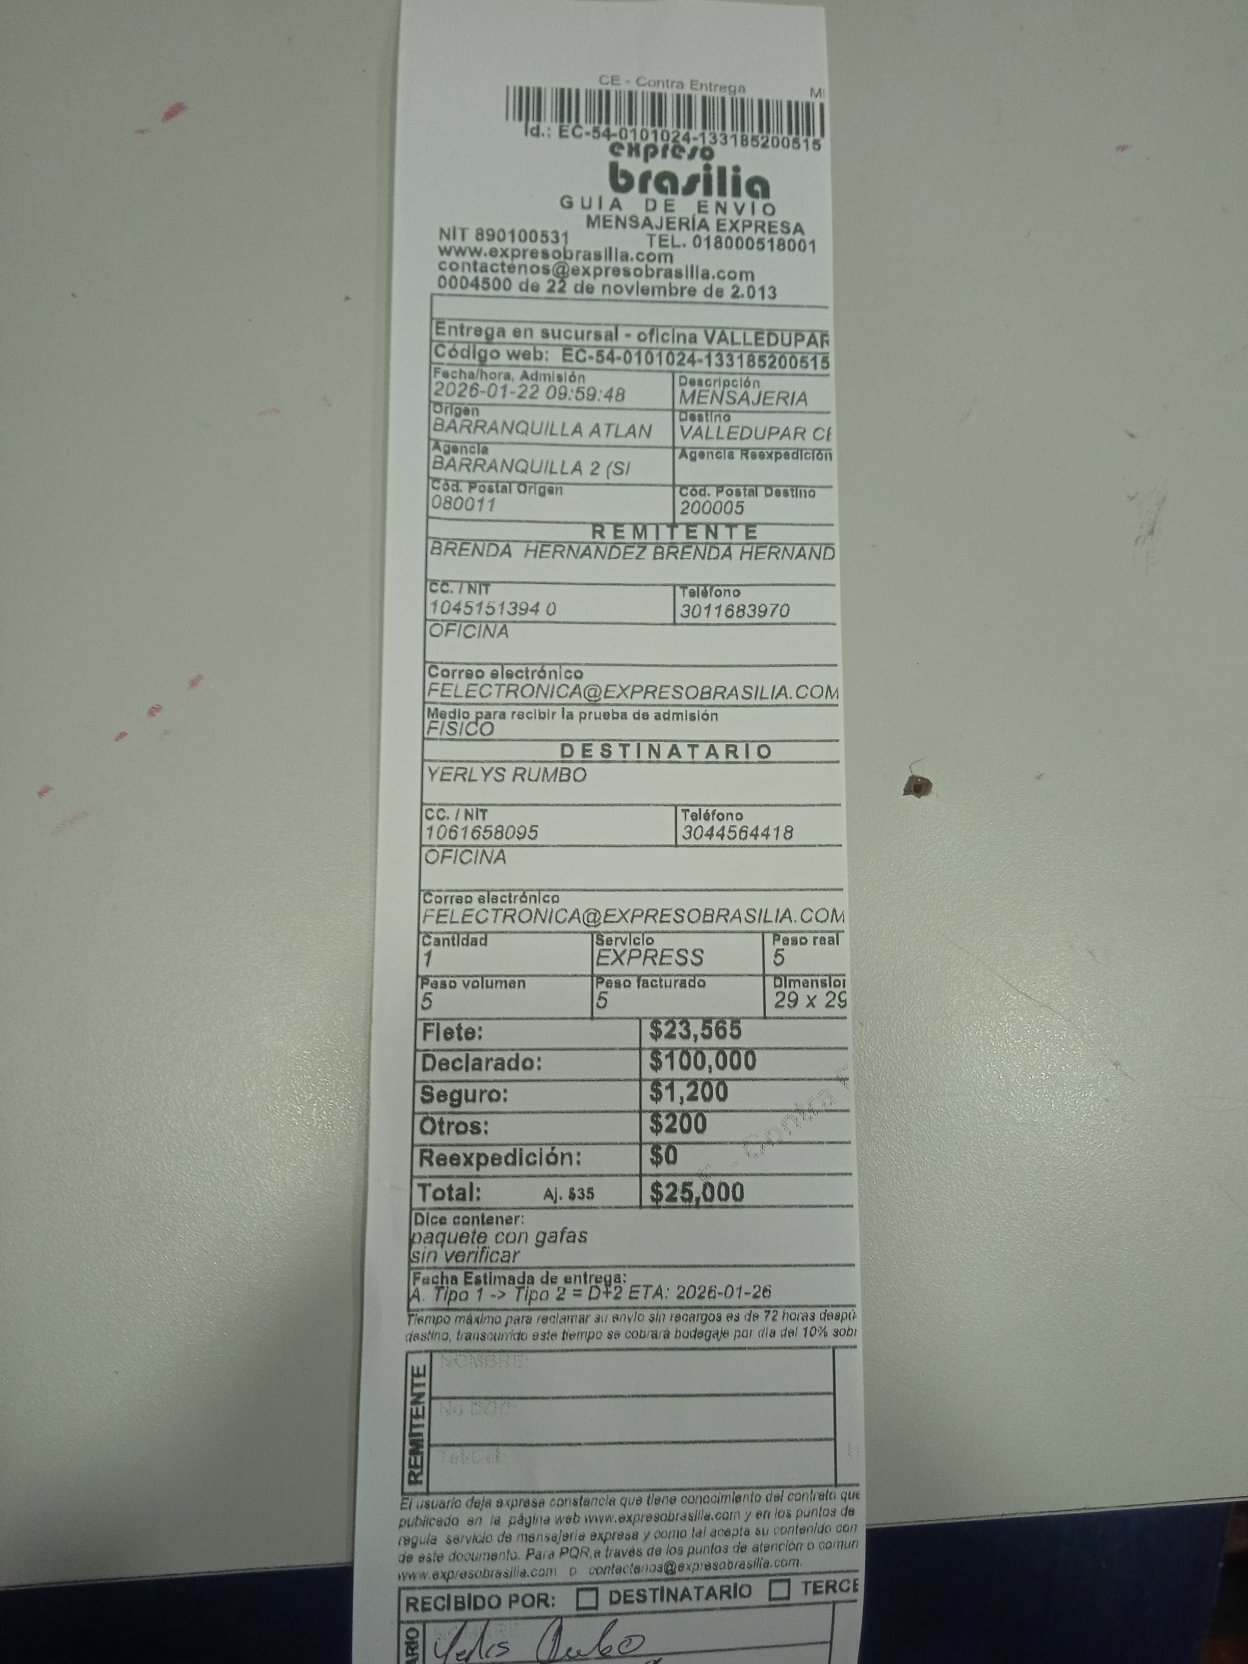 CE - Contra Entrega
Id.: EC-54-0101024-133185200515
expreso
brasilia
GUIA DE ENVIO
MENSAJERÍA EXPRESA
NIT 890100531 TEL. 018000518001
www.expresobrasilia.com
contactenos@expresobrasilia.com
0004500 de 22 de noviembre de 2.013
Entrega en sucursal - oficina VALLEDUPAR
Código web: EC-54-0101024-133185200515
Fecha/hora, Admisión Descripción
2026-01-22 09:59:48 MENSAJERIA
Origen Destino
BARRANQUILLA ATLAN VALLEDUPAR CE
Agencia Agencia Reexpedición
BARRANQUILLA 2 (SI
Cód. Postal Origen Cód. Postal Destino
080011 200005
REMITENTE
BRENDA HERNANDEZ BRENDA HERNAND
CC. / NIT Teléfono
1045151394 0 3011683970
OFICINA
Correo electrónico
FELECTRONICA@EXPRESOBRASILIA.COM
Medio para recibir la prueba de admisión
FISICO
DESTINATARIO
YERLYS RUMBO
CC. / NIT Teléfono
1061658095 3044564418
OFICINA
Correo electrónico
FELECTRONICA@EXPRESOBRASILIA.COM
Cantidad Servicio Peso real
1 EXPRESS 5
Peso volumen Peso facturado Dimension
5 5 29 x 29
Flete: $23,565
Declarado: $100,000
Seguro: $1,200
Otros: $200
Reexpedición: $0
Total: Aj. $35 $25,000
Dice contener:
paquete con gafas
sin verificar
Fecha Estimada de entrega:
A. Tipo 1 -> Tipo 2 = D+2 ETA: 2026-01-26
Tiempo máximo para reclamar su envío sin recargos es de 72 horas despu
destino, transcurrido este tiempo se cobrará bodegaje por día del 10% sobr
REMITENTE
NOMBRE:
No DOC:
Tel/Cel:
El usuario deja expresa constancia que tiene conocimiento del contrato que
publicado en la página web www.expresobrasilia.com y en los puntos de
regula servicio de mensajería expresa y como tal acepta su contenido con
de este documento. Para PQR,a través de los puntos de atención o comun
www.expresobrasilia.com o contactenos@expresobrasilia.com.
RECIBIDO POR: DESTINATARIO TERCE